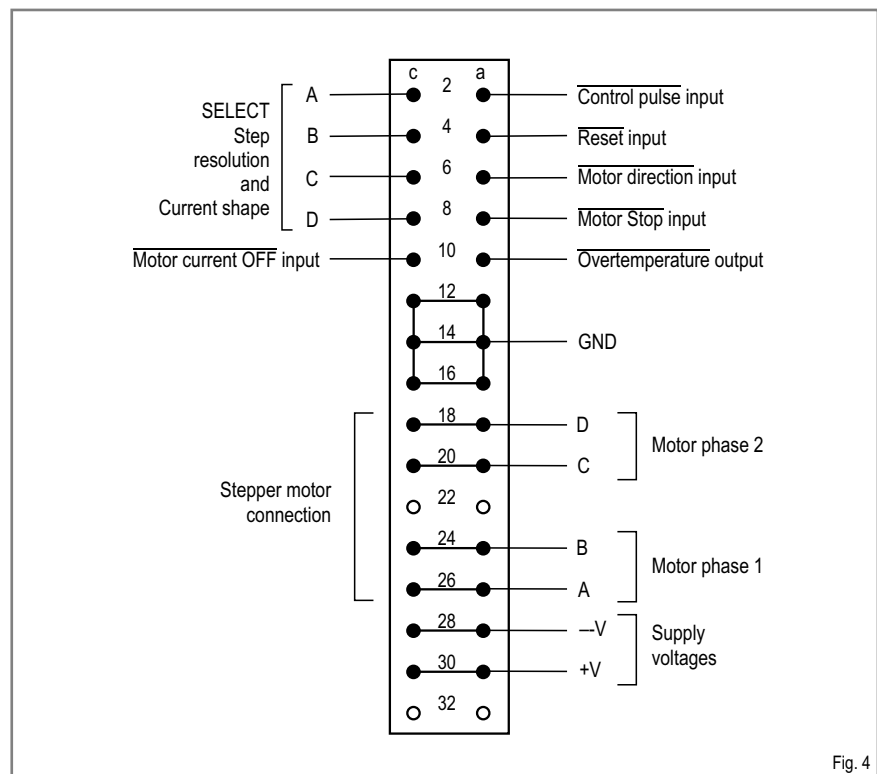 c 2 a
A
Control pulse input
SELECT
Step
resolution
and
Current shape
B
4
Reset input
C
6
Motor direction input
D
8
Motor Stop input
Motor current OFF input
10
Overtemperature output
12
14
GND
16
18
D
Motor phase 2
20
C
Stepper motor
connection
22
24
B
Motor phase 1
26
A
28
–-V
Supply
voltages
30
+V
32
Fig. 4